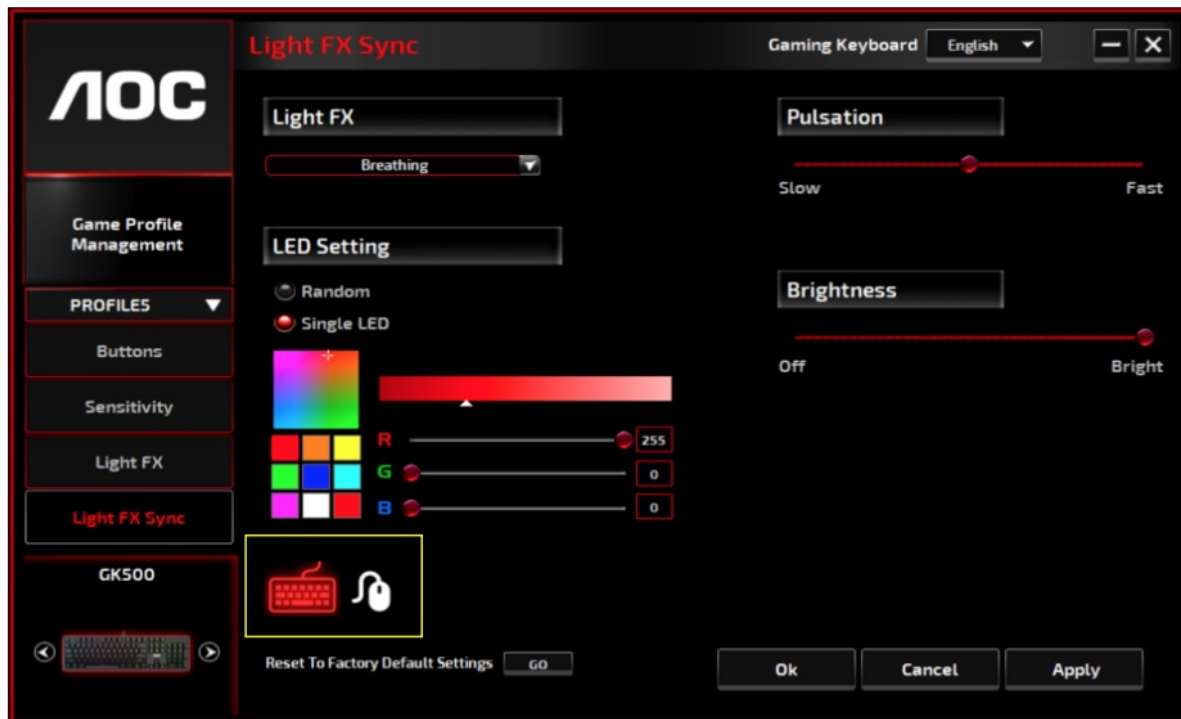 AOC
Game Profile
Management
PROFILE5
Buttons
Sensitivity
Light FX
Light FX Sync
GK500
Light FX Sync
Gaming Keyboard
English
Light FX
Breathing
LED Setting
Random
Single LED
R
255
G
0
B
0
Reset To Factory Default Settings
GO
Pulsation
Slow
Fast
Brightness
Off
Bright
Ok
Cancel
Apply